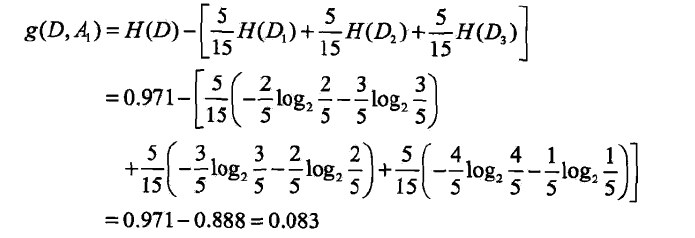 g(D, A₁) = H(D) − [5/15 H(D₁) + 5/15 H(D₂) + 5/15 H(D₃)]
= 0.971 − [5/15(−2/5 log₂ 2/5 − 3/5 log₂ 3/5)
+ 5/15(−3/5 log₂ 3/5 − 2/5 log₂ 2/5) + 5/15(−4/5 log₂ 4/5 − 1/5 log₂ 1/5)]
= 0.971 − 0.888 = 0.083